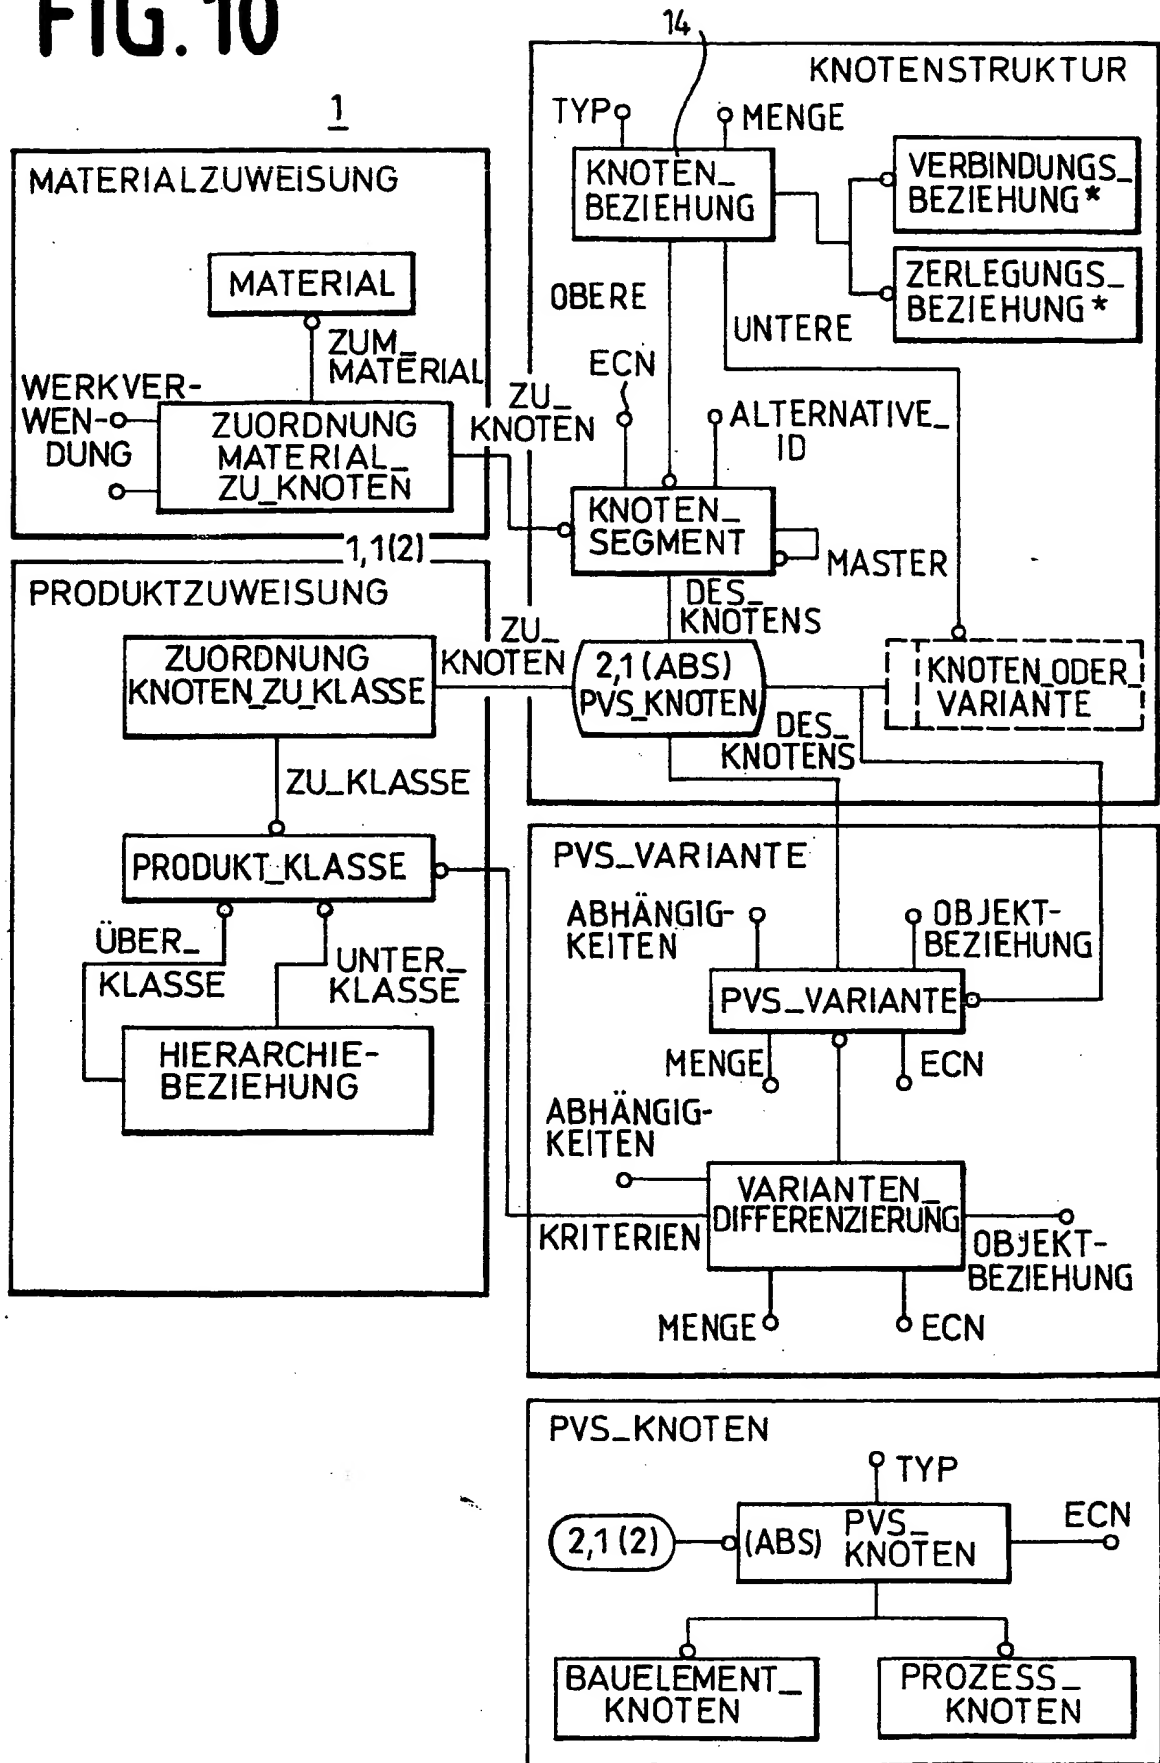 FIG. 10
1
14
MATERIALZUWEISUNG
MATERIAL
ZUM_
MATERIAL
WERKVER-
WEN-
DUNG
ZUORDNUNG
MATERIAL_
ZU_KNOTEN
ZU_
KNOTEN
1,1(2)
PRODUKTZUWEISUNG
ZUORDNUNG
KNOTEN_ZU_KLASSE
ZU_
KNOTEN
ZU_KLASSE
PRODUKT_KLASSE
ÜBER_
KLASSE
UNTER_
KLASSE
HIERARCHIE-
BEZIEHUNG
KNOTENSTRUKTUR
TYP
MENGE
KNOTEN_
BEZIEHUNG
VERBINDUNGS_
BEZIEHUNG*
ZERLEGUNGS_
BEZIEHUNG*
OBERE
UNTERE
ECN
ALTERNATIVE_
ID
KNOTEN_
SEGMENT
MASTER
DES_
KNOTENS
2,1 (ABS)
PVS_KNOTEN
KNOTEN_ODER_
VARIANTE
DES_
KNOTENS
PVS_VARIANTE
ABHÄNGIG-
KEITEN
OBJEKT-
BEZIEHUNG
PVS_VARIANTE
MENGE
ECN
ABHÄNGIG-
KEITEN
VARIANTEN_
DIFFERENZIERUNG
KRITERIEN
OBJEKT-
BEZIEHUNG
MENGE
ECN
PVS_KNOTEN
TYP
2,1 (2)
(ABS) PVS_
KNOTEN
ECN
BAUELEMENT_
KNOTEN
PROZESS_
KNOTEN